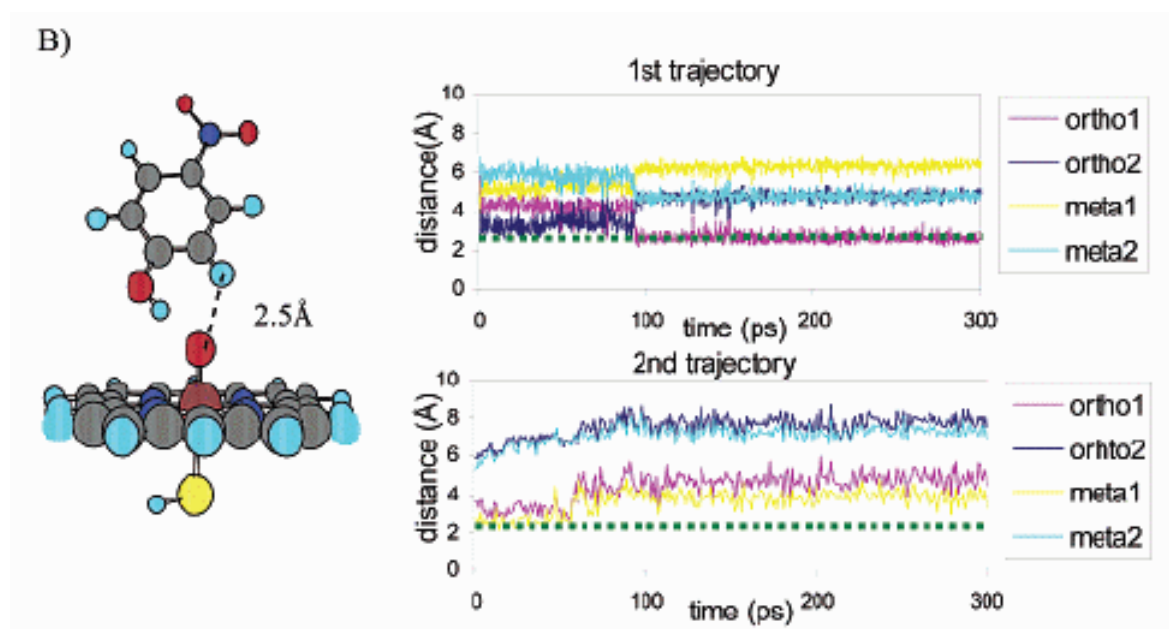 B)
2.5Å
1st trajectory
distance(Å)
10
8
6
4
2
0
0 100 200 300
time (ps)
ortho1
ortho2
meta1
meta2
2nd trajectory
distance (Å)
10
8
6
4
2
0
0 100 200 300
time (ps)
ortho1
orhto2
meta1
meta2